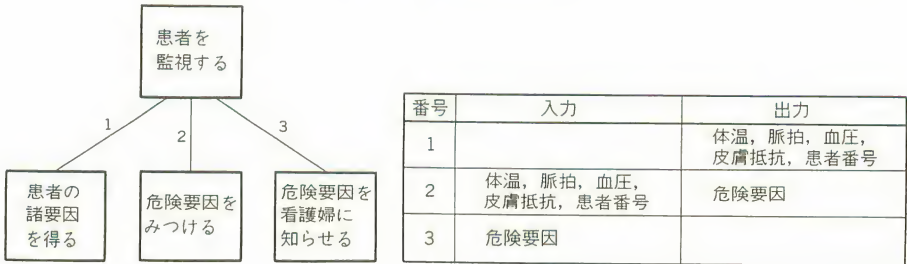 患者を
監視する
1
2
3
患者の
諸要因
を得る
危険要因を
みつける
危険要因を
看護婦に
知らせる
番号 入力 出力
1 体温，脈拍，血圧，
皮膚抵抗，患者番号
2 体温，脈拍，血圧，
皮膚抵抗，患者番号 危険要因
3 危険要因